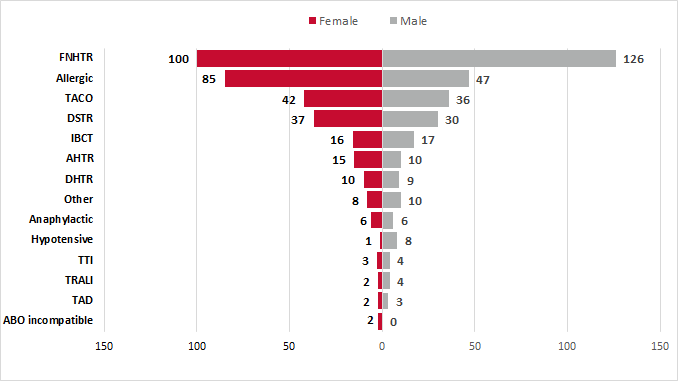 Female Male
FNHTR 100 126
Allergic 85 47
TACO 42 36
DSTR 37 30
IBCT 16 17
AHTR 15 10
DHTR 10 9
Other 8 10
Anaphylactic 6 6
Hypotensive 1 8
TTI 3 4
TRALI 2 4
TAD 2 3
ABO incompatible 2 0
150 100 50 0 50 100 150